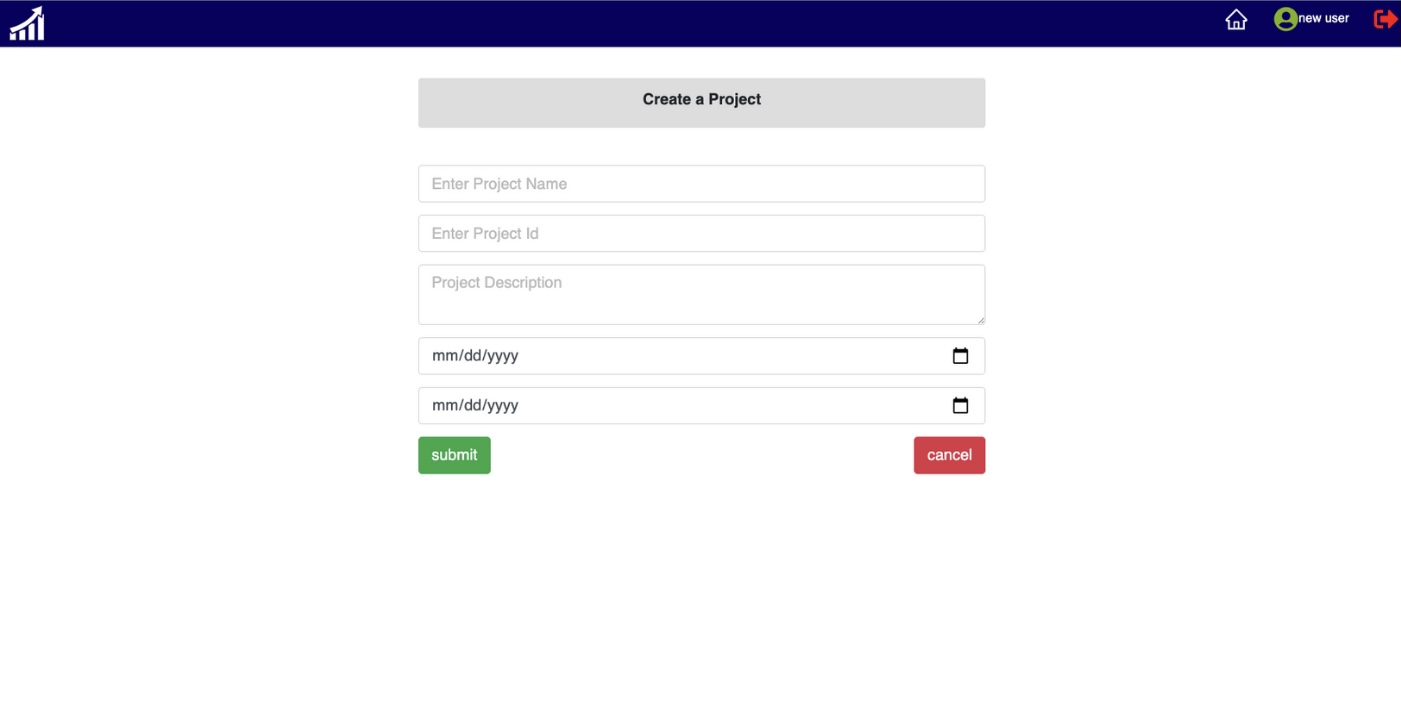 new user
Create a Project
Enter Project Name
Enter Project Id
Project Description
mm/dd/yyyy
mm/dd/yyyy
submit cancel